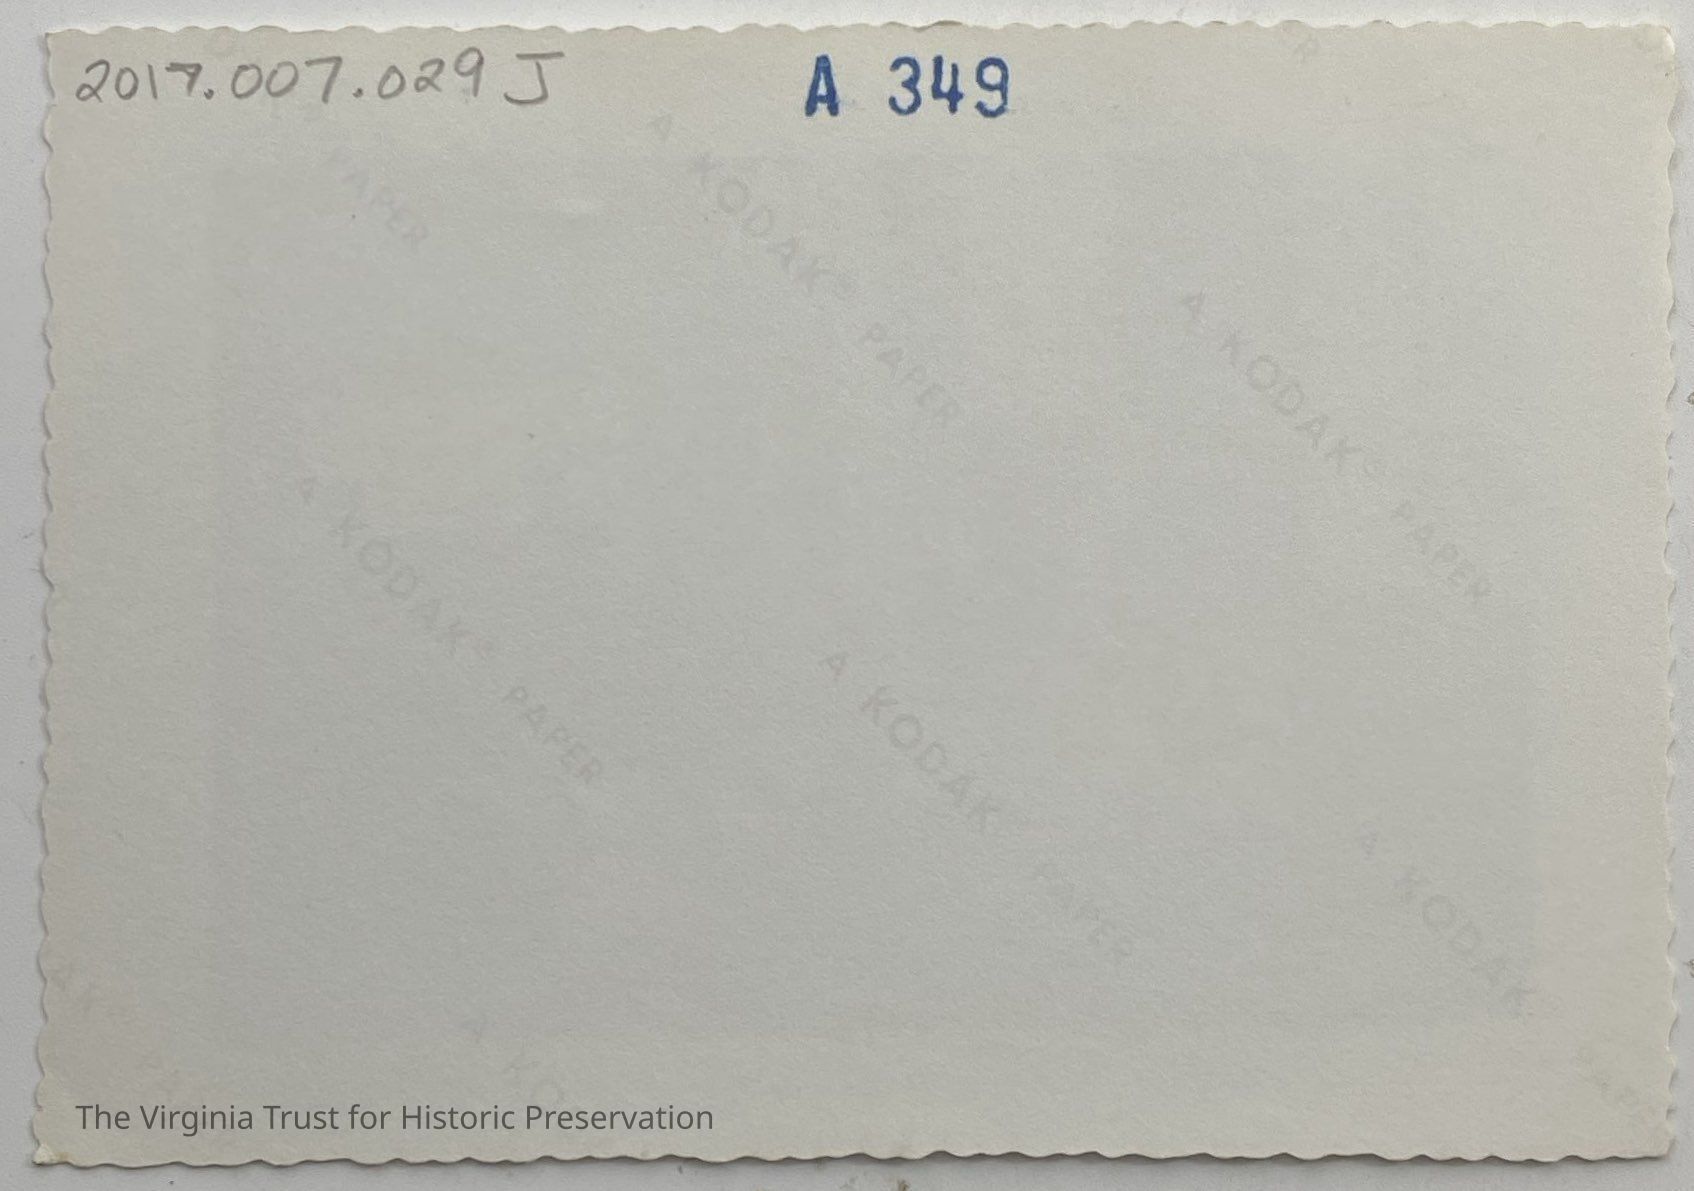 2017.007.029 J
A 349
PAPER
A KODAK® PAPER
A KODAK® PAPER
A KODAK® PAPER
A KODAK® PAPER
A KODAK
The Virginia Trust for Historic Preservation